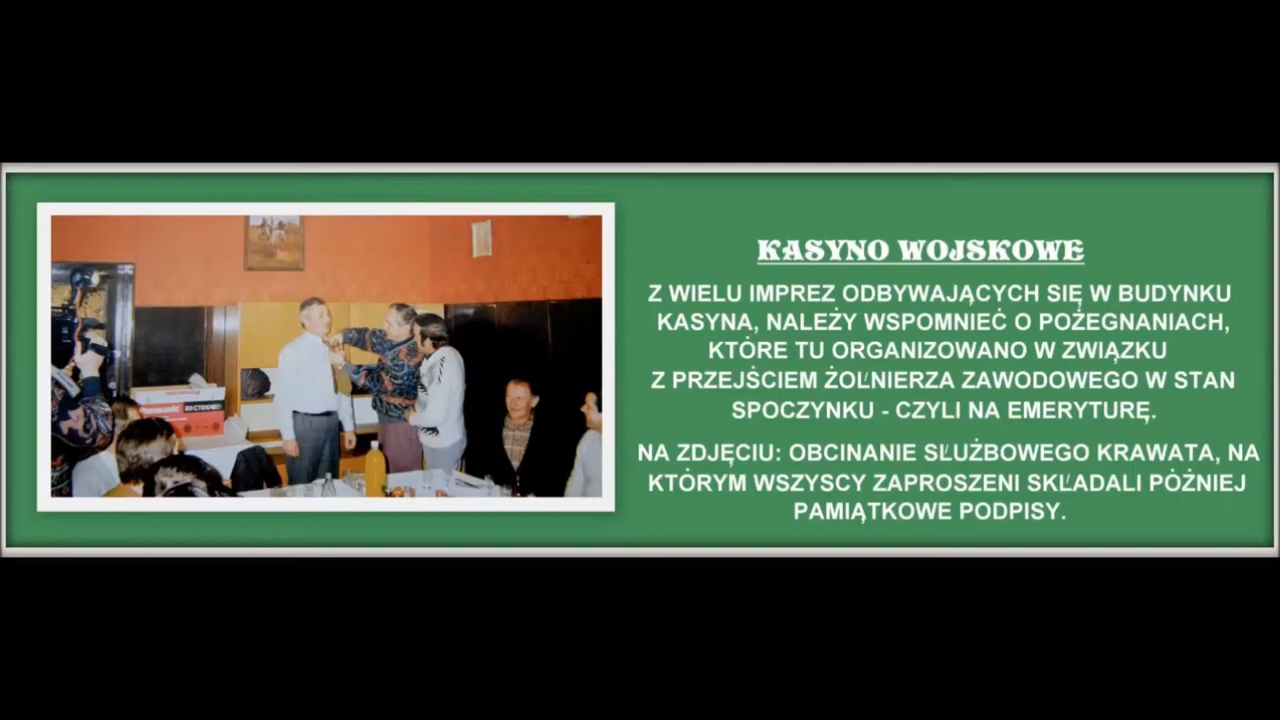 KASYNO WOJSKOWE
Z WIELU IMPREZ ODBYWAJĄCYCH SIĘ W BUDYNKU
KASYNA, NALEŻY WSPOMNIEĆ O POŻEGNANIACH,
KTÓRE TU ORGANIZOWANO W ZWIĄZKU
Z PRZEJŚCIEM ŻOŁNIERZA ZAWODOWEGO W STAN
SPOCZYNKU - CZYLI NA EMERYTURĘ.
NA ZDJĘCIU: OBCINANIE SŁUŻBOWEGO KRAWATA, NA
KTÓRYM WSZYSCY ZAPROSZENI SKŁADALI PÓŹNIEJ
PAMIĄTKOWE PODPISY.
Panasonic